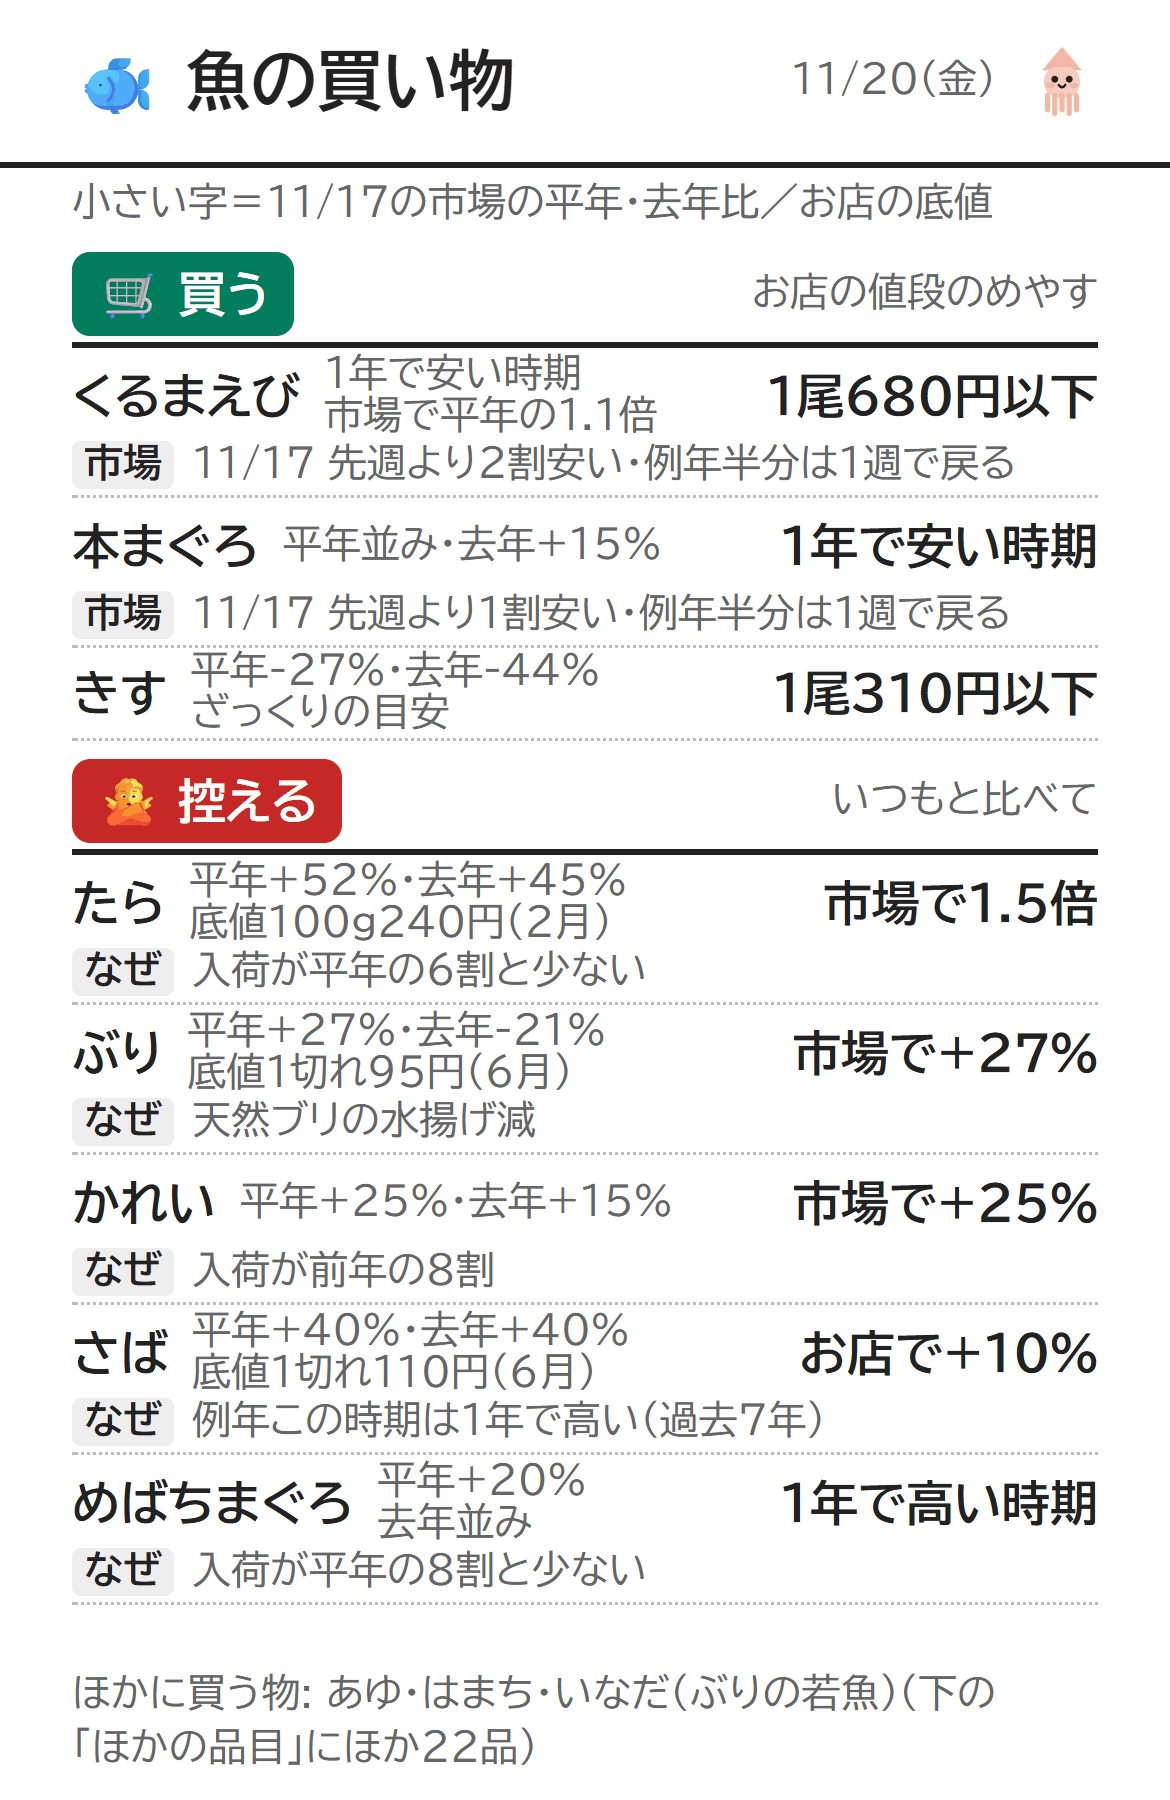 魚の買い物
11/20(金)
小さい字=11/17の市場の平年・去年比／お店の底値
買う
お店の値段のめやす
くるまえび
1年で安い時期
市場で平年の1.1倍
1尾680円以下
市場 11/17 先週より2割安い・例年半分は1週で戻る
本まぐろ 平年並み・去年+15% 1年で安い時期
市場 11/17 先週より1割安い・例年半分は1週で戻る
きす
平年-27%・去年-44%
ざっくりの目安
1尾310円以下
控える
いつもと比べて
たら
平年+52%・去年+45%
底値100g240円(2月)
市場で1.5倍
なぜ 入荷が平年の6割と少ない
ぶり
平年+27%・去年-21%
底値1切れ95円(6月)
市場で+27%
なぜ 天然ブリの水揚げ減
かれい 平年+25%・去年+15% 市場で+25%
なぜ 入荷が前年の8割
さば
平年+40%・去年+40%
底値1切れ110円(6月)
お店で+10%
なぜ 例年この時期は1年で高い(過去7年)
めばちまぐろ
平年+20%
去年並み
1年で高い時期
なぜ 入荷が平年の8割と少ない
ほかに買う物: あゆ・はまち・いなだ(ぶりの若魚)(下の
「ほかの品目」にほか22品)